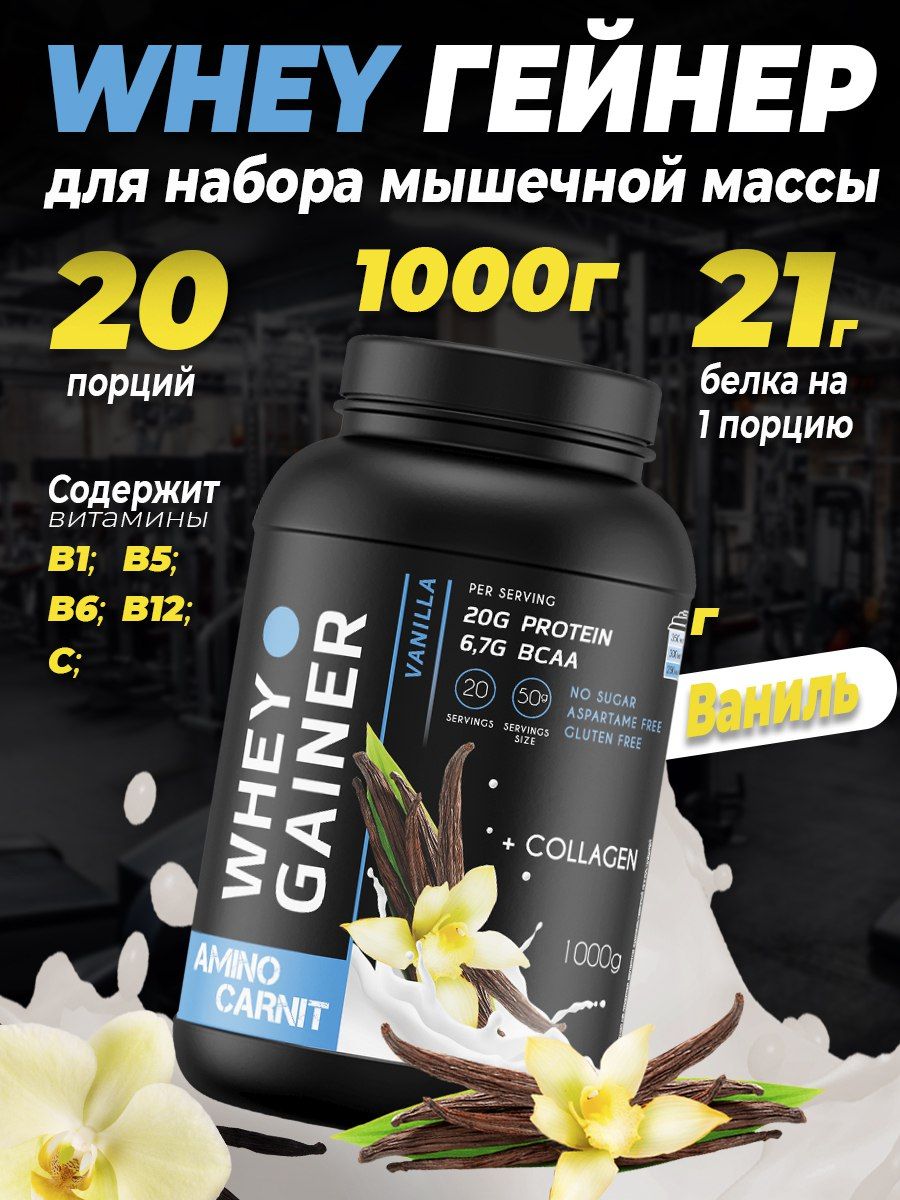 WHEY ГЕЙНЕР
для набора мышечной массы
20
порций
1000г
21г
белка на
1 порцию
Содержит
витамины
B1; B5;
B6; B12;
C;
г
Ваниль
WHEY
GAINER
VANILLA
PER SERVING
20G PROTEIN
6,7G BCAA
20
SERVINGS
50g
SERVINGS
SIZE
NO SUGAR
ASPARTAME FREE
GLUTEN FREE
+ COLLAGEN
1000g
AMINO
CARNIT